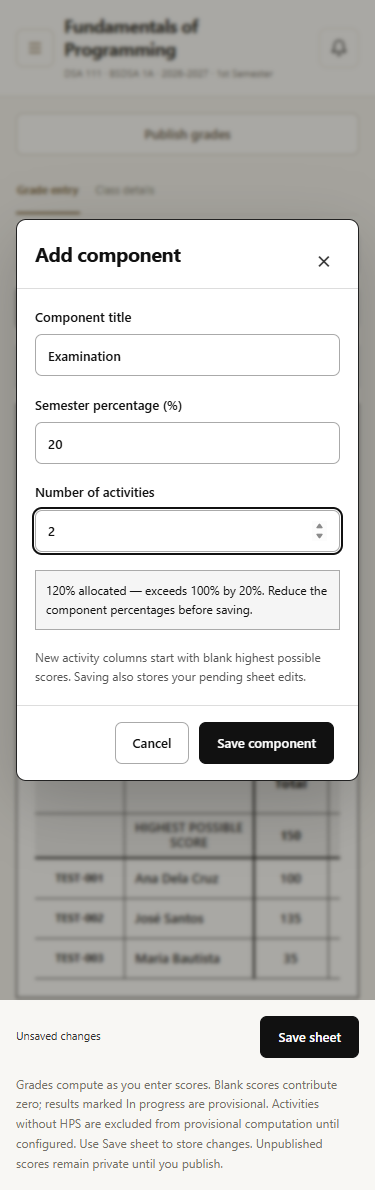 Fundamentals of
Programming
1st Semester
Publish grades
Grade entry Class details
Add component
Component title
Examination
Semester percentage (%)
20
Number of activities
2
120% allocated — exceeds 100% by 20%. Reduce the
component percentages before saving.
New activity columns start with blank highest possible
scores. Saving also stores your pending sheet edits.
Cancel Save component
Total
HIGHEST POSSIBLE
SCORE 150
TEST-001 Ana Dela Cruz 100
TEST-002 José Santos 135
TEST-003 Maria Bautista 35
Unsaved changes Save sheet
Grades compute as you enter scores. Blank scores contribute
zero; results marked In progress are provisional. Activities
without HPS are excluded from provisional computation until
configured. Use Save sheet to store changes. Unpublished
scores remain private until you publish.